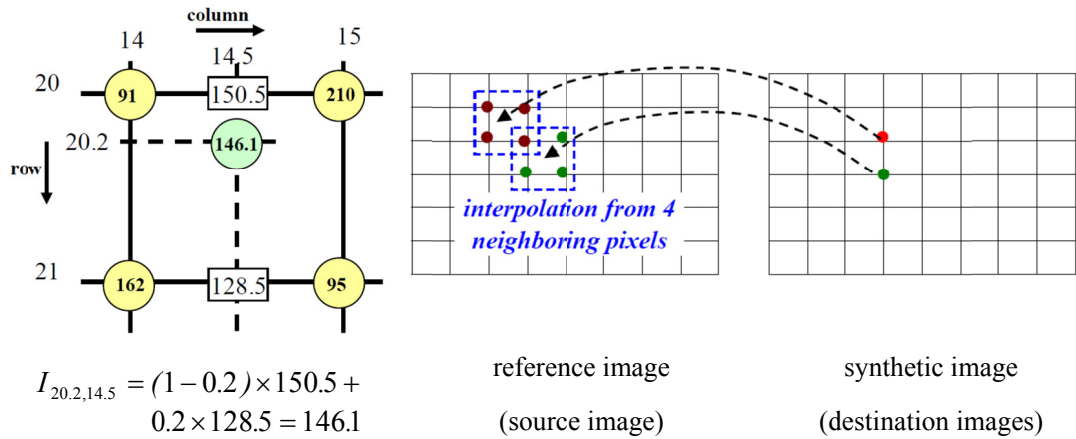 column
14
14.5
15
20
91
150.5
210
20.2
146.1
row
21
162
128.5
95
I20.2,14.5 = (1 − 0.2) × 150.5 +
0.2 × 128.5 = 146.1
interpolation from 4
neighboring pixels
reference image
(source image)
synthetic image
(destination images)